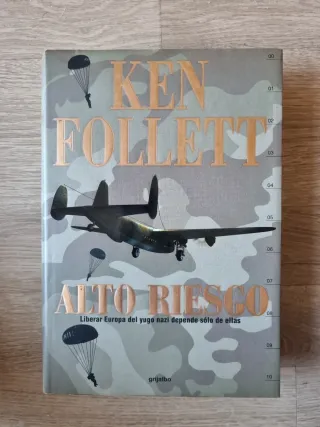 KEN
FOLLETT
ALTO RIESGO
Liberar Europa del yugo nazi depende sólo de ellas
grijalbo